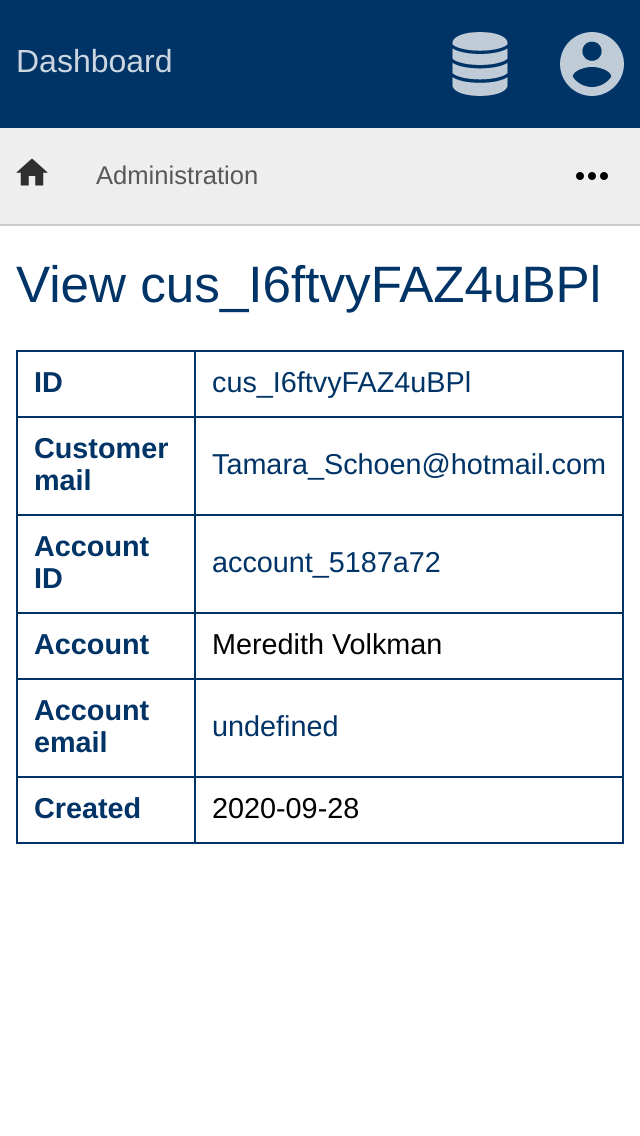 Dashboard
Administration
View cus_I6ftvyFAZ4uBPl
ID
cus_I6ftvyFAZ4uBPl
Customer
mail
Tamara_Schoen@hotmail.com
Account
ID
account_5187a72
Account
Meredith Volkman
Account
email
undefined
Created
2020-09-28